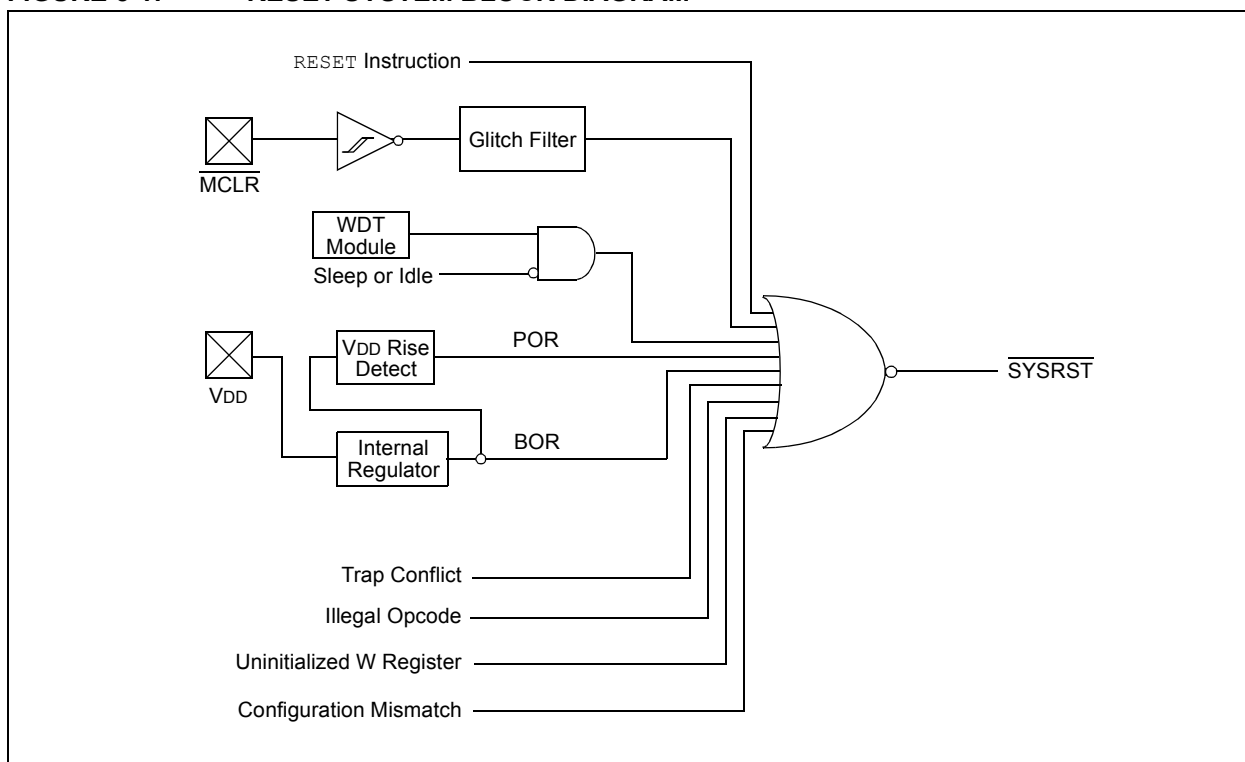 RESET Instruction
Glitch Filter
MCLR
WDT
Module
Sleep or Idle
VDD Rise
Detect
POR
SYSRST
VDD
Internal
Regulator
BOR
Trap Conflict
Illegal Opcode
Uninitialized W Register
Configuration Mismatch